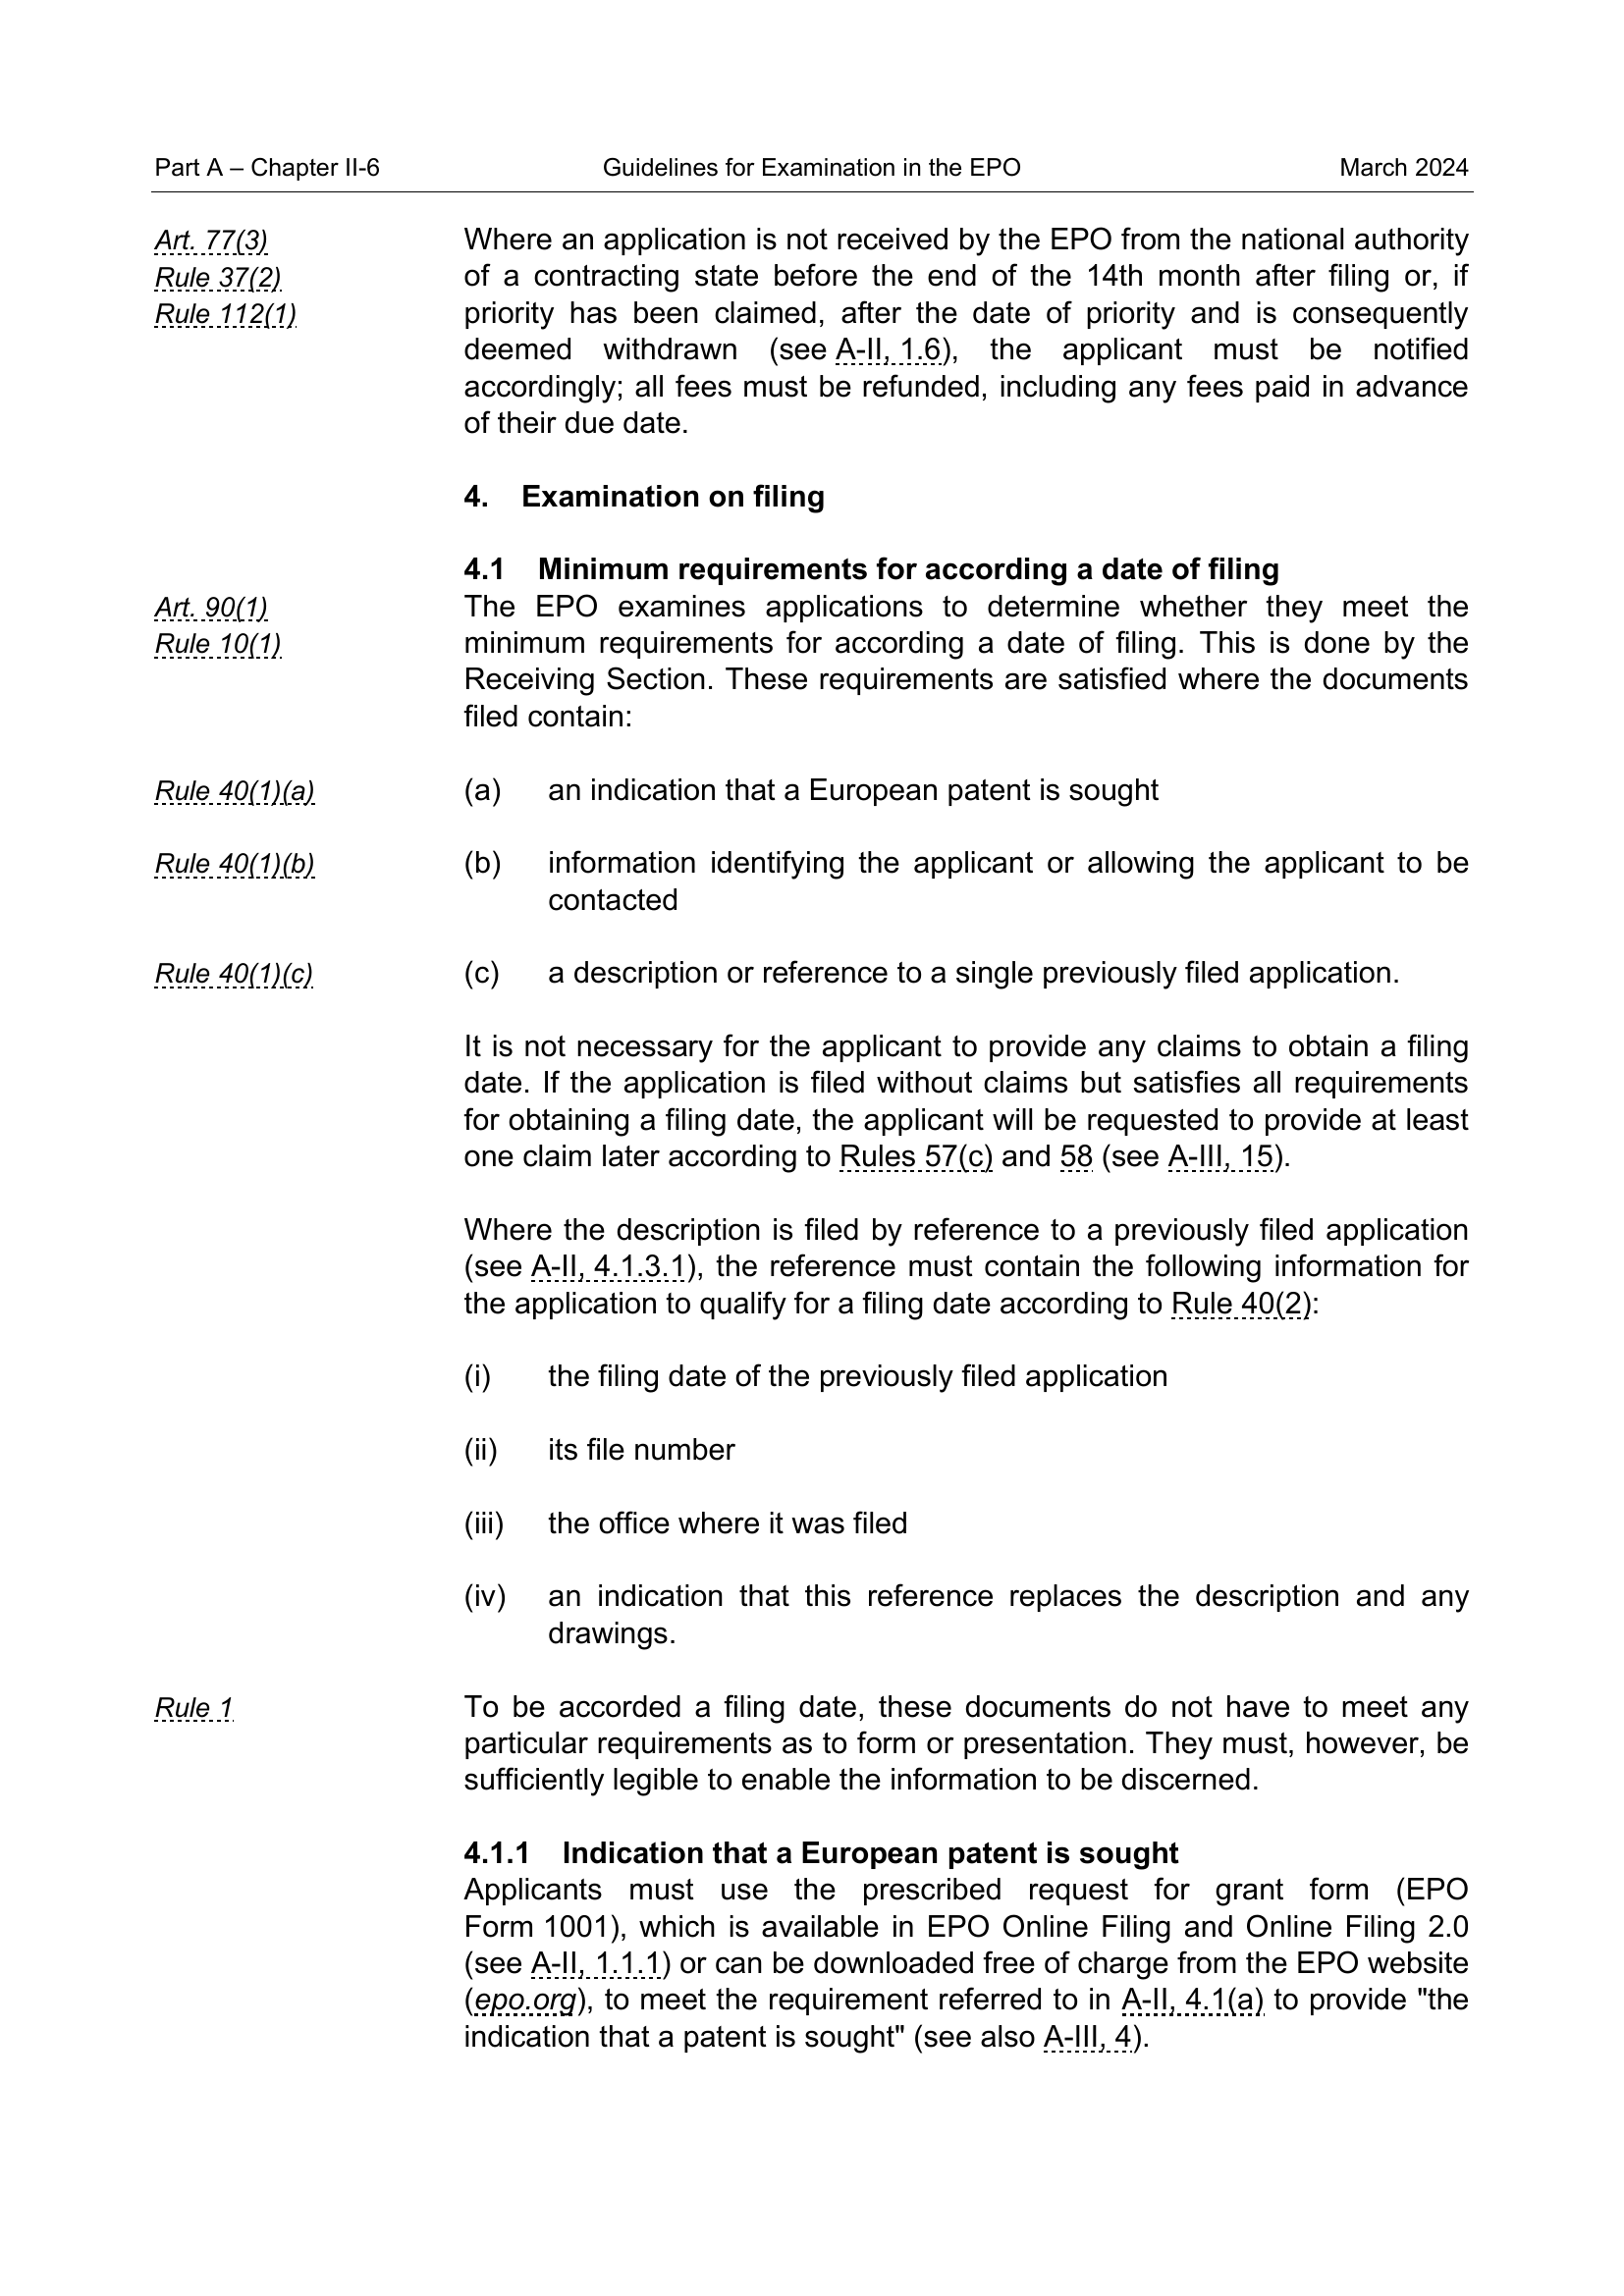 Part A – Chapter II-6 Guidelines for Examination in the EPO March 2024
Art. 77(3)
Rule 37(2)
Rule 112(1)
Where an application is not received by the EPO from the national authority
of a contracting state before the end of the 14th month after filing or, if
priority has been claimed, after the date of priority and is consequently
deemed withdrawn (see A-II, 1.6), the applicant must be notified
accordingly; all fees must be refunded, including any fees paid in advance
of their due date.
4. Examination on filing
4.1 Minimum requirements for according a date of filing
Art. 90(1)
Rule 10(1)
The EPO examines applications to determine whether they meet the
minimum requirements for according a date of filing. This is done by the
Receiving Section. These requirements are satisfied where the documents
filed contain:
Rule 40(1)(a)
(a) an indication that a European patent is sought
Rule 40(1)(b)
(b) information identifying the applicant or allowing the applicant to be
contacted
Rule 40(1)(c)
(c) a description or reference to a single previously filed application.
It is not necessary for the applicant to provide any claims to obtain a filing
date. If the application is filed without claims but satisfies all requirements
for obtaining a filing date, the applicant will be requested to provide at least
one claim later according to Rules 57(c) and 58 (see A-III, 15).
Where the description is filed by reference to a previously filed application
(see A-II, 4.1.3.1), the reference must contain the following information for
the application to qualify for a filing date according to Rule 40(2):
(i) the filing date of the previously filed application
(ii) its file number
(iii) the office where it was filed
(iv) an indication that this reference replaces the description and any
drawings.
Rule 1
To be accorded a filing date, these documents do not have to meet any
particular requirements as to form or presentation. They must, however, be
sufficiently legible to enable the information to be discerned.
4.1.1 Indication that a European patent is sought
Applicants must use the prescribed request for grant form (EPO
Form 1001), which is available in EPO Online Filing and Online Filing 2.0
(see A-II, 1.1.1) or can be downloaded free of charge from the EPO website
(epo.org), to meet the requirement referred to in A-II, 4.1(a) to provide "the
indication that a patent is sought" (see also A-III, 4).